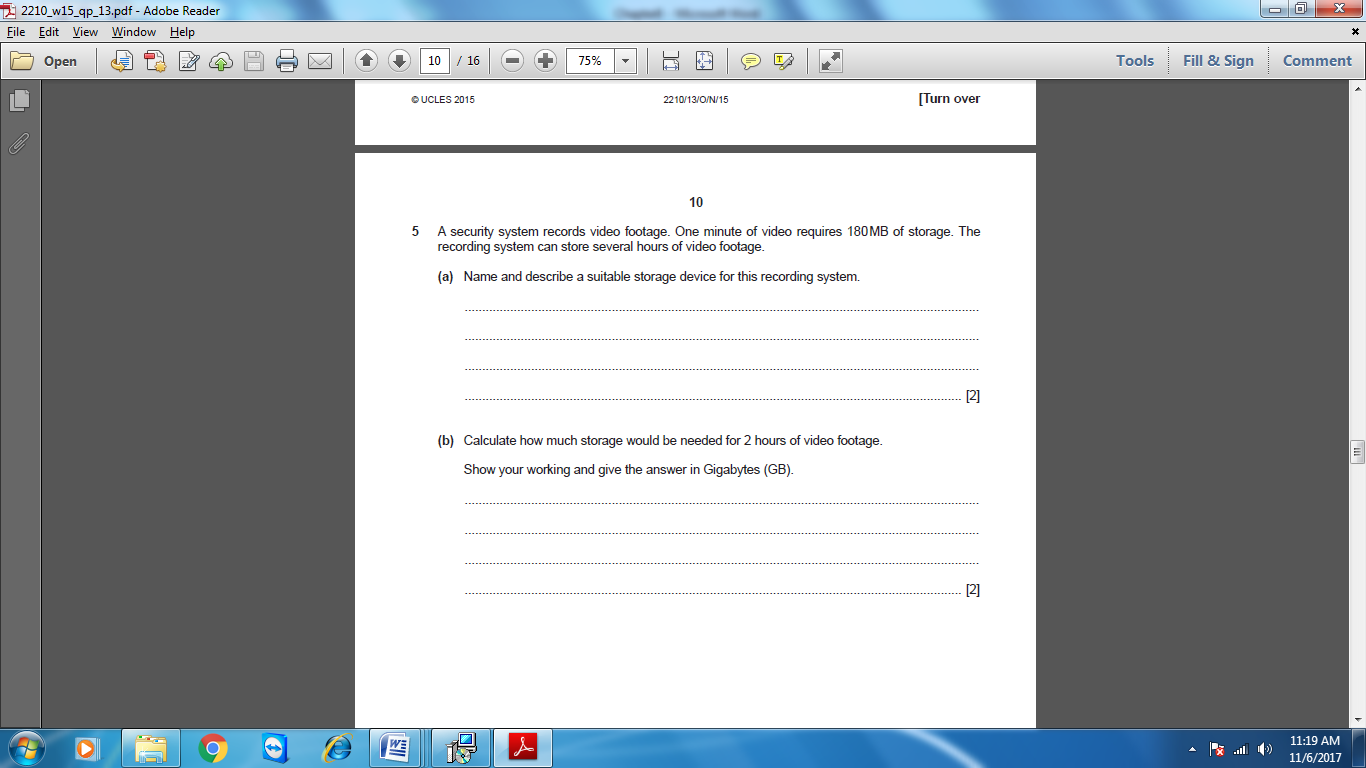 2210_w15_qp_13.pdf - Adobe Reader
File Edit View Window Help
Open 10 / 16 75% Tools Fill & Sign Comment
© UCLES 2015 2210/13/O/N/15 [Turn over
10
5 A security system records video footage. One minute of video requires 180 MB of storage. The
recording system can store several hours of video footage.
(a) Name and describe a suitable storage device for this recording system.
[2]
(b) Calculate how much storage would be needed for 2 hours of video footage.
Show your working and give the answer in Gigabytes (GB).
[2]
11:19 AM
11/6/2017